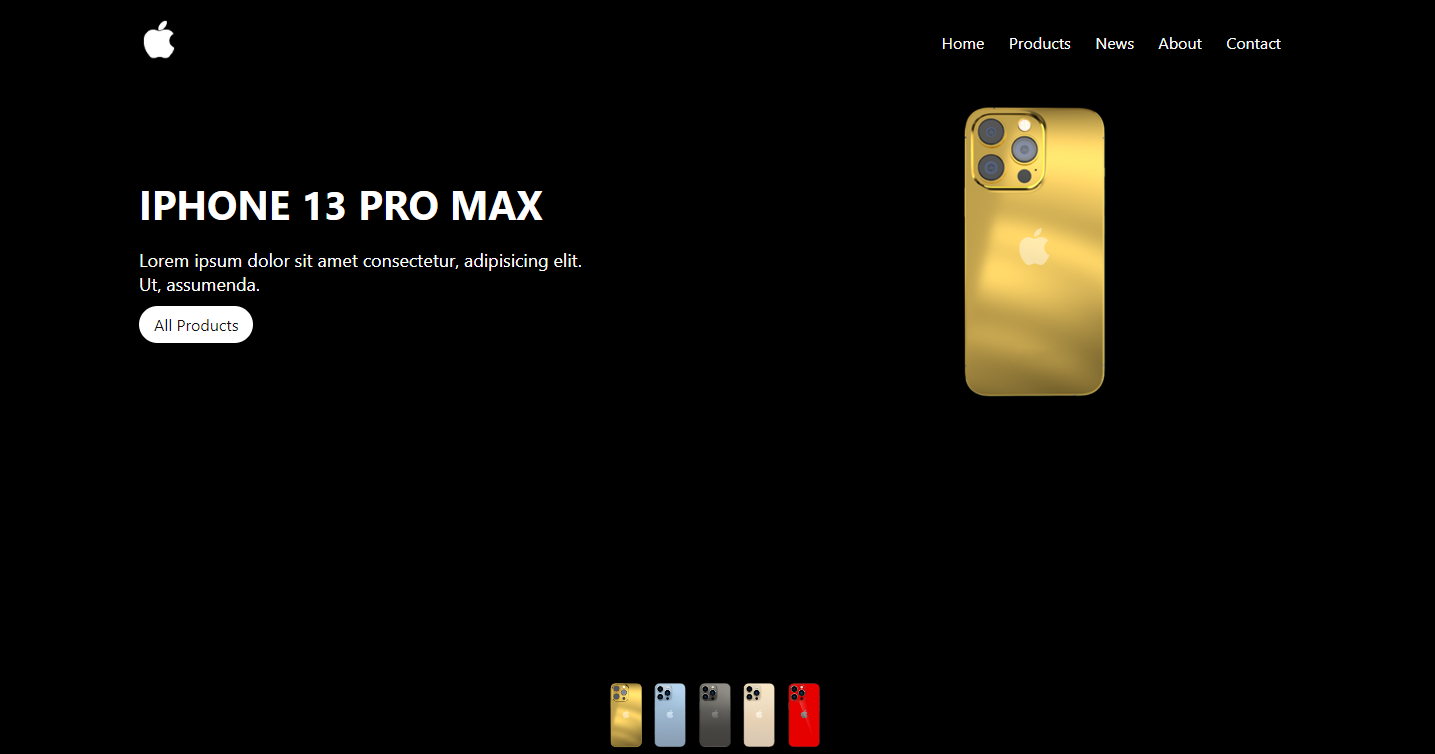 Home Products News About Contact
IPHONE 13 PRO MAX
Lorem ipsum dolor sit amet consectetur, adipisicing elit.
Ut, assumenda.
All Products